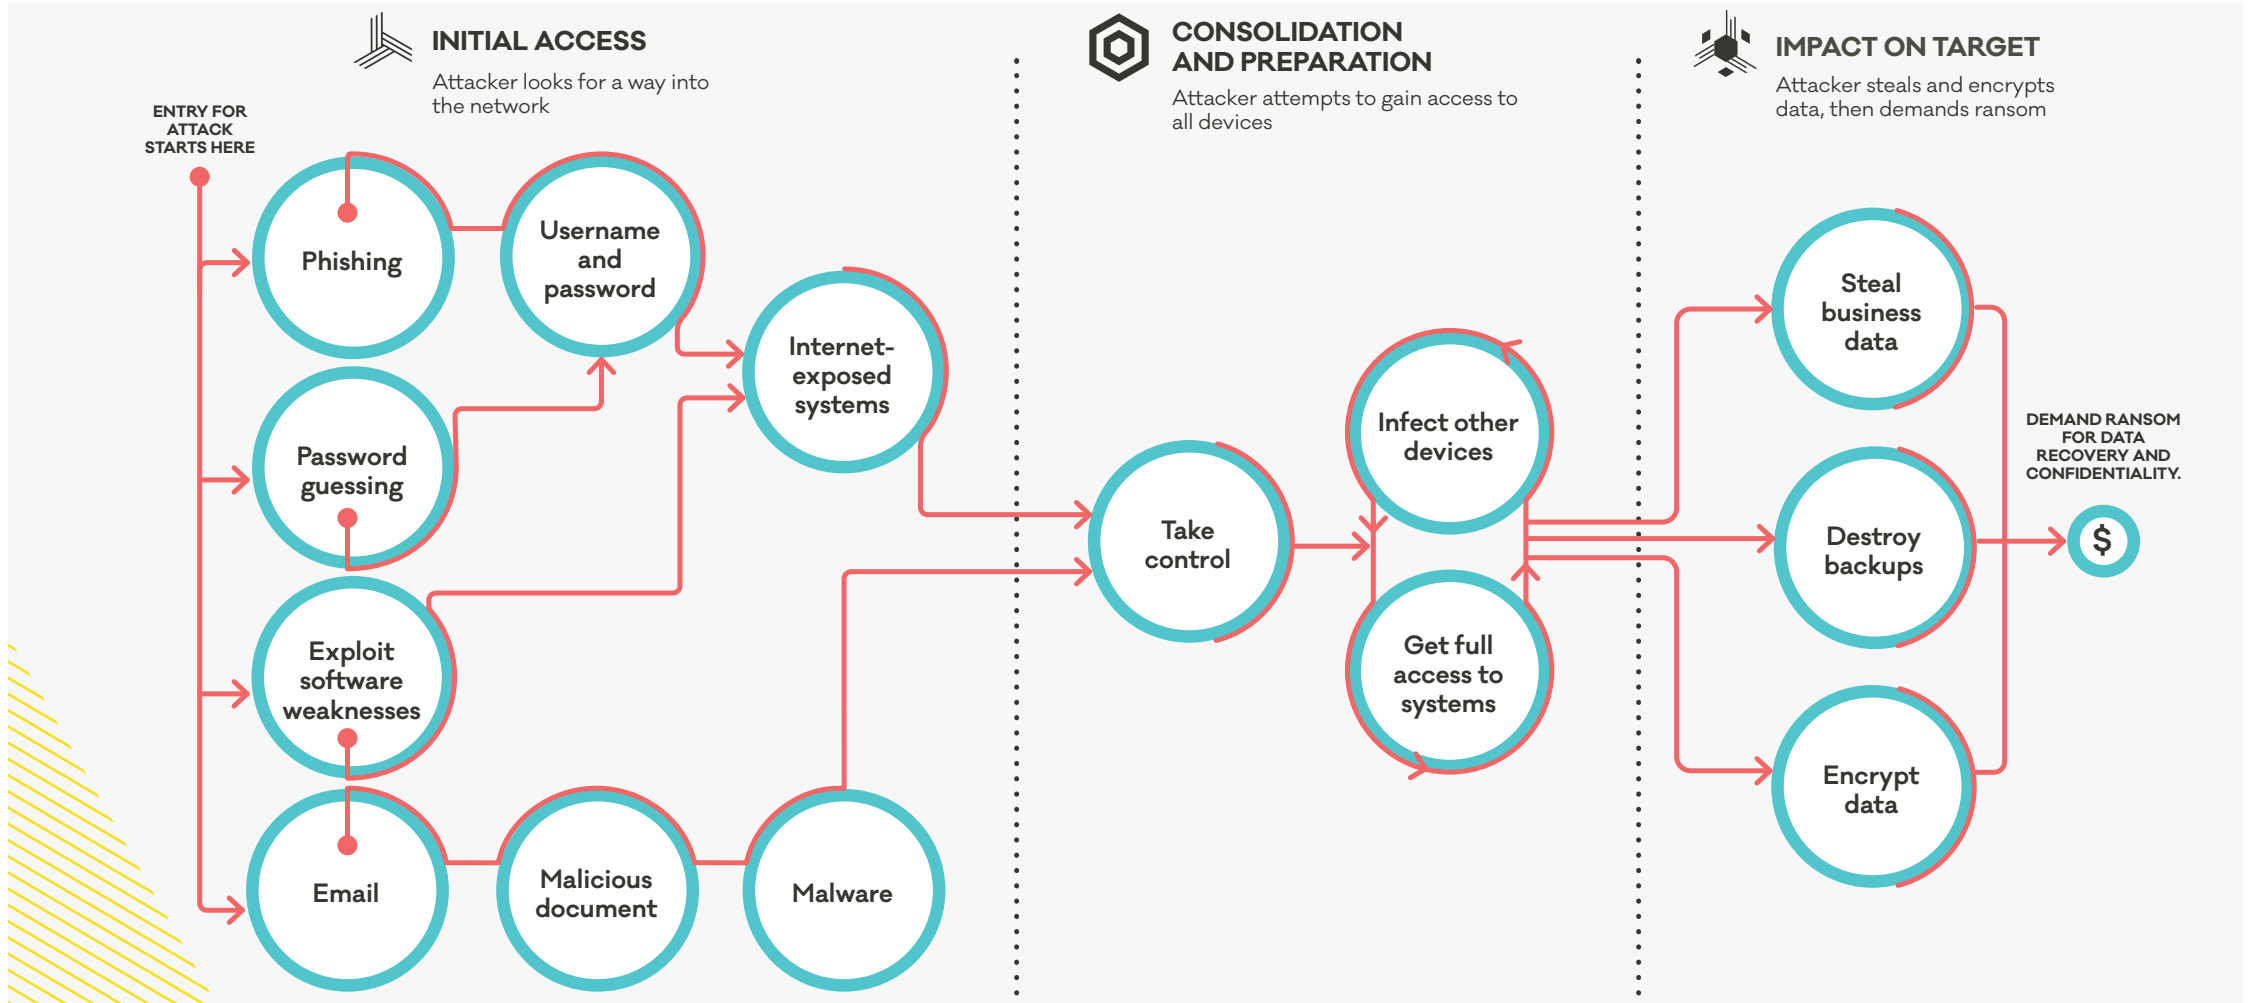 INITIAL ACCESS
Attacker looks for a way into
the network
CONSOLIDATION
AND PREPARATION
Attacker attempts to gain access to
all devices
IMPACT ON TARGET
Attacker steals and encrypts
data, then demands ransom
ENTRY FOR
ATTACK
STARTS HERE
Phishing
Username
and
password
Password
guessing
Exploit
software
weaknesses
Email
Malicious
document
Malware
Internet-
exposed
systems
Take
control
Infect other
devices
Get full
access to
systems
Steal
business
data
Destroy
backups
Encrypt
data
DEMAND RANSOM
FOR DATA
RECOVERY AND
CONFIDENTIALITY.
$